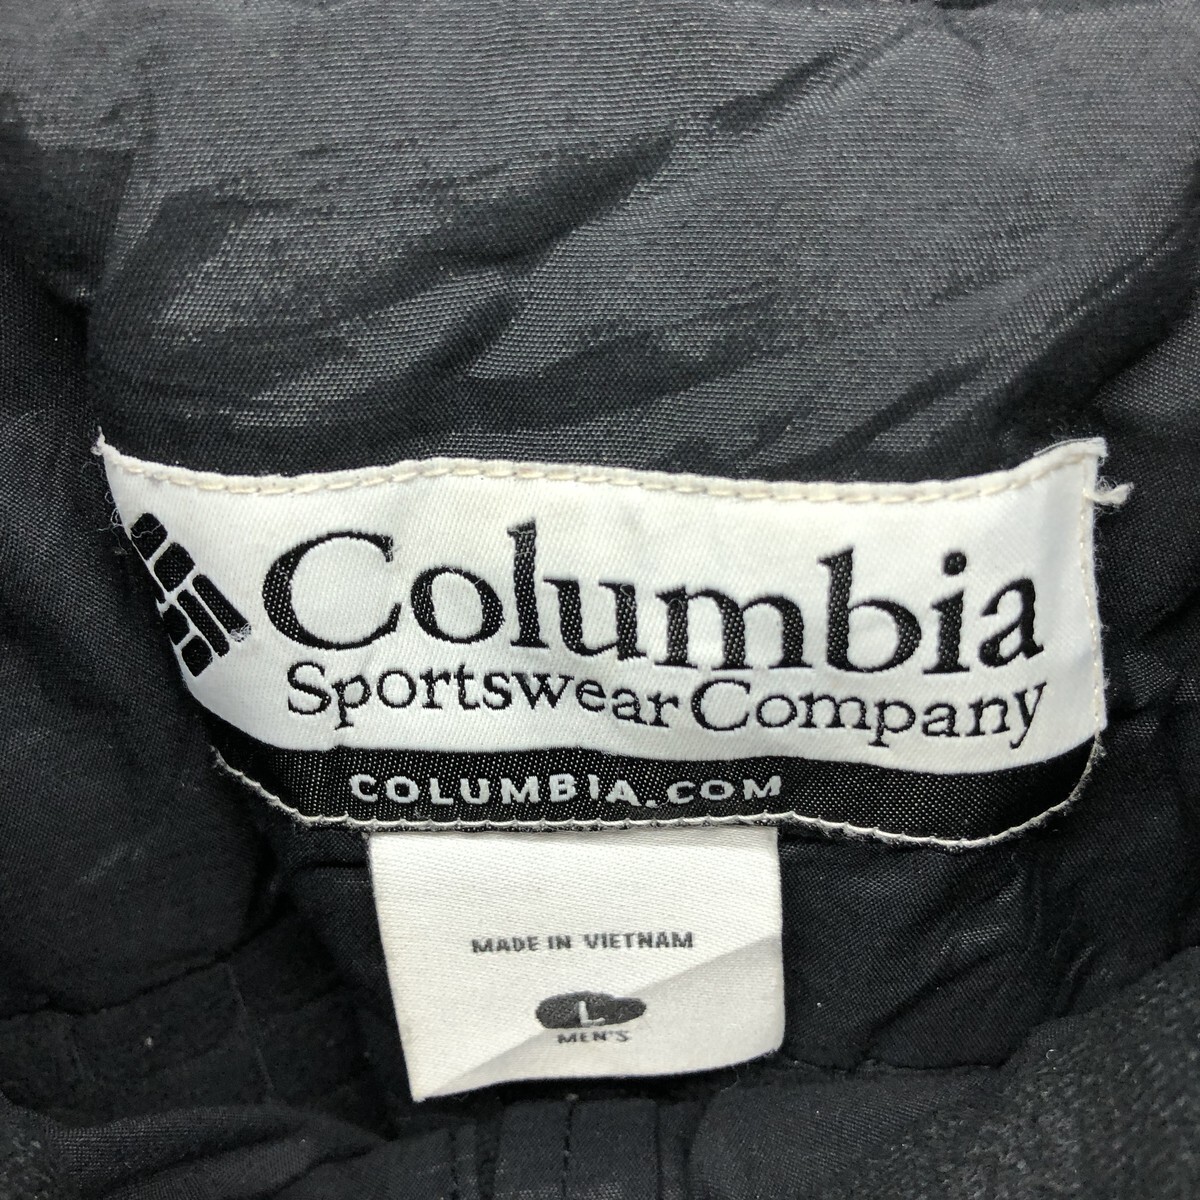 Columbia
Sportswear Company
COLUMBIA.COM
MADE IN VIETNAM
L
MEN'S